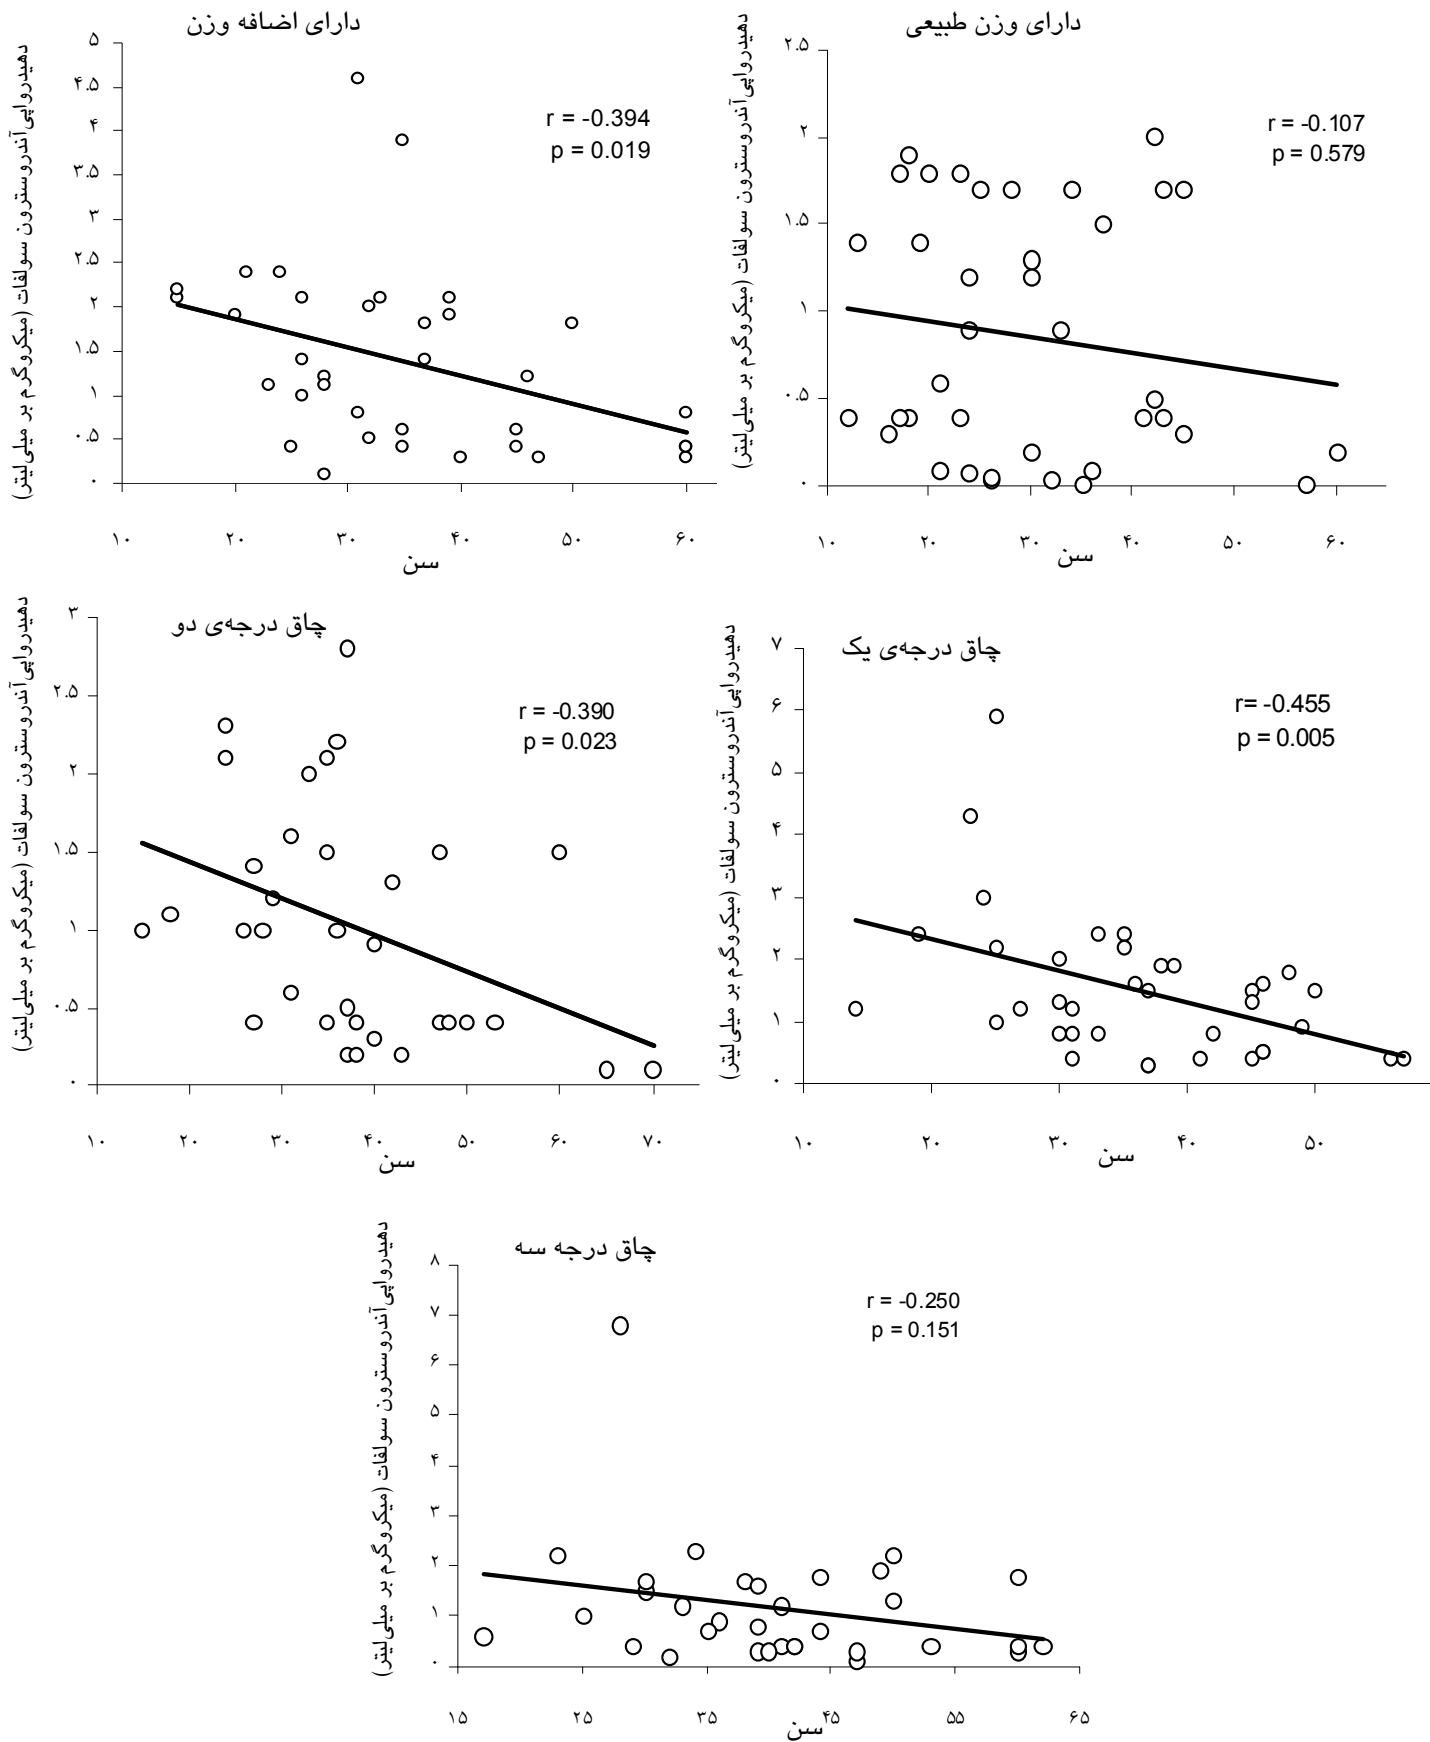 دارای وزن طبیعی
دهیدرواپی‌آندروسترون سولفات (میکروگرم بر میلی‌لیتر)
۲.۵
۲
۱.۵
۱
۰.۵
۰
r = -0.107
p = 0.579
۱۰ ۲۰ ۳۰ ۴۰ ۵۰ ۶۰
سن
دارای اضافه وزن
دهیدرواپی‌آندروسترون سولفات (میکروگرم بر میلی‌لیتر)
۵
۴.۵
۴
۳.۵
۳
۲.۵
۲
۱.۵
۱
۰.۵
۰
r = -0.394
p = 0.019
۱۰ ۲۰ ۳۰ ۴۰ ۵۰ ۶۰
سن
چاق درجه‌ی یک
دهیدرواپی‌آندروسترون سولفات (میکروگرم بر میلی‌لیتر)
۷
۶
۵
۴
۳
۲
۱
۰
r= -0.455
p = 0.005
۱۰ ۲۰ ۳۰ ۴۰ ۵۰
سن
چاق درجه‌ی دو
دهیدرواپی‌آندروسترون سولفات (میکروگرم بر میلی‌لیتر)
۳
۲.۵
۲
۱.۵
۱
۰.۵
۰
r = -0.390
p = 0.023
۱۰ ۲۰ ۳۰ ۴۰ ۵۰ ۶۰ ۷۰
سن
چاق درجه سه
دهیدرواپی‌آندروسترون سولفات (میکروگرم بر میلی‌لیتر)
۸
۷
۶
۵
۴
۳
۲
۱
۰
r = -0.250
p = 0.151
۱۵ ۲۵ ۳۵ ۴۵ ۵۵ ۶۵
سن